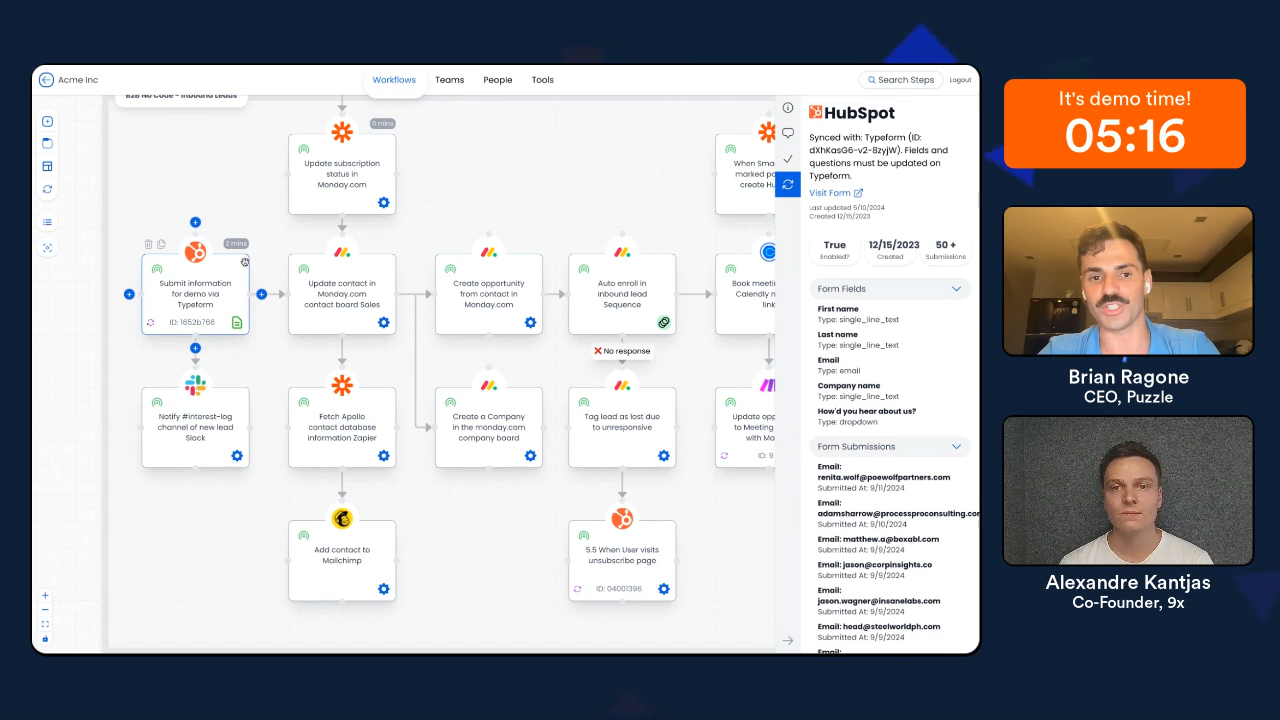 Acme Inc
Workflows
Teams
People
Tools
Search Steps
Logout
B2B No Code - Inbound Leads
0 mins
Update subscription
status in
Monday.com
2 mins
Submit information
for demo via
Typeform
ID: 1652b766
Update contact in
Monday.com
contact board Sales
Create opportunity
from contact in
Monday.com
Auto enroll in
inbound lead
Sequence
No response
Notify #interest-log
channel of new lead
Slack
Fetch Apollo
contact database
information Zapier
Create a Company
in the monday.com
company board
Tag lead as lost due
to unresponsive
Add contact to
Mailchimp
5.5 When User visits
unsubscribe page
ID: 04001396
When Sma
marked po
create Hu
Book meeti
Calendly n
link
Update opp
to Meeting
with Ma
ID: 9
HubSpot
Synced with: Typeform (ID:
dXhKasG6-v2-8zyjW). Fields and
questions must be updated on
Typeform.
Visit Form
Last updated 5/10/2024
Created 12/15/2023
True
Enabled?
12/15/2023
Created
50 +
Submissions
Form Fields
First name
Type: single_line_text
Last name
Type: single_line_text
Email
Type: email
Company name
Type: single_line_text
How'd you hear about us?
Type: dropdown
Form Submissions
Email:
renita.wolf@poewolfpartners.com
Submitted At: 9/11/2024
Email:
adamsharrow@processproconsulting.com
Submitted At: 9/10/2024
Email: matthew.a@boxabl.com
Submitted At: 9/9/2024
Email: jason@corpinsights.co
Submitted At: 9/9/2024
Email:
jason.wagner@insanelabs.com
Submitted At: 9/9/2024
Email: head@steelworldph.com
Submitted At: 9/9/2024
Email:
It's demo time!
05:16
Brian Ragone
CEO, Puzzle
Alexandre Kantjas
Co-Founder, 9x